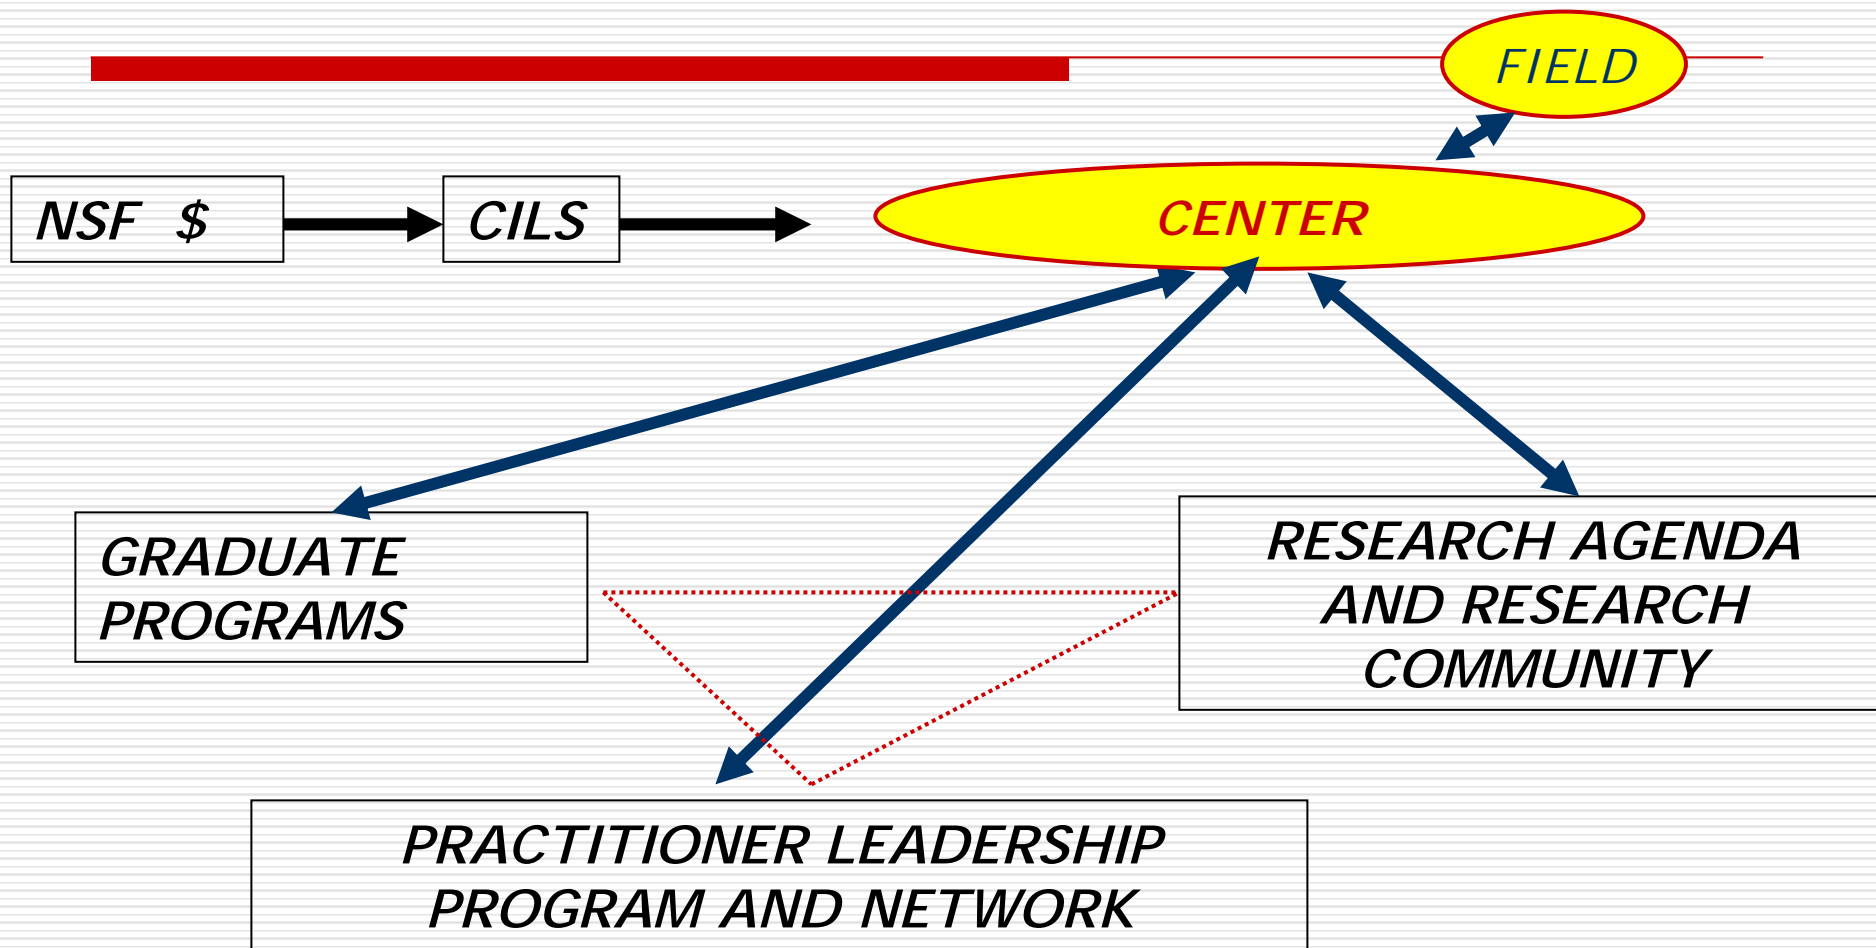 FIELD
NSF $
CILS
CENTER
GRADUATE
PROGRAMS
RESEARCH AGENDA
AND RESEARCH
COMMUNITY
PRACTITIONER LEADERSHIP
PROGRAM AND NETWORK